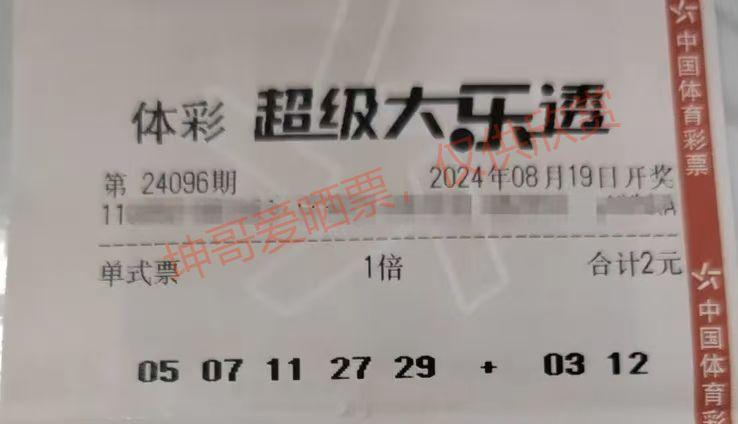 体彩 超级大乐透
第 24096期 2024年08月19日开奖
11
单式票 1倍 合计2元
05 07 11 27 29 + 03 12
坤哥爱晒票，仅供欣赏
中国体育彩票
中国体育彩